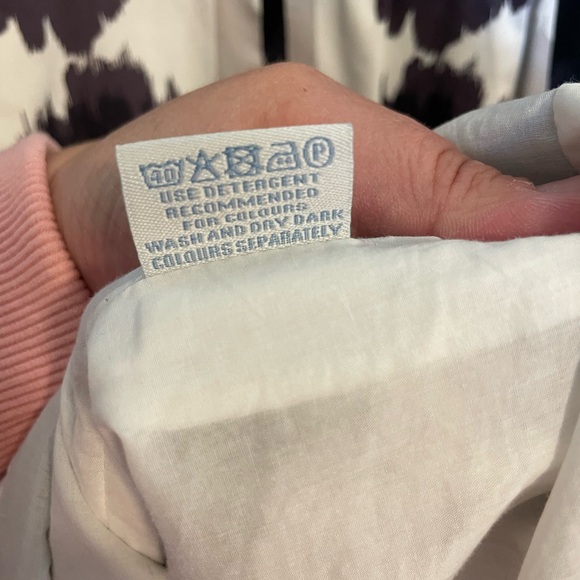 40 P
USE DETERGENT
RECOMMENDED
FOR COLOURS
WASH AND DRY DARK
COLOURS SEPARATELY